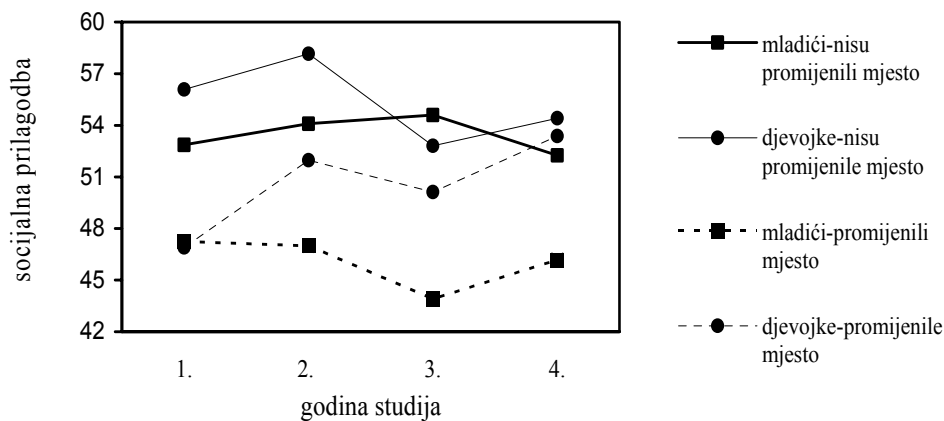 60
57
54
51
48
45
42
socijalna prilagodba
1.
2.
3.
4.
godina studija
mladići-nisu
promijenili mjesto
djevojke-nisu
promijenile mjesto
mladići-promijenili
mjesto
djevojke-promijenile
mjesto